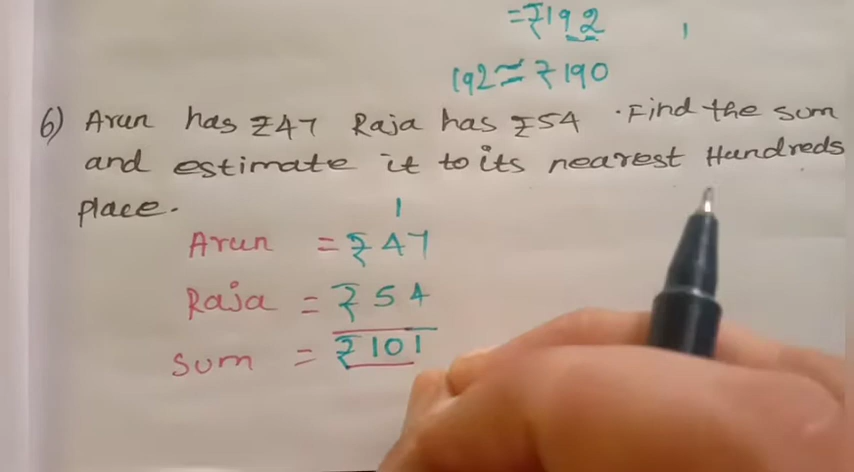 =₹192
192≃₹190
6) Arun has ₹47 Raja has ₹54 . Find the sum
and estimate it to its nearest Hundreds
place.
1
Arun = ₹47
Raja = ₹54
Sum = ₹101